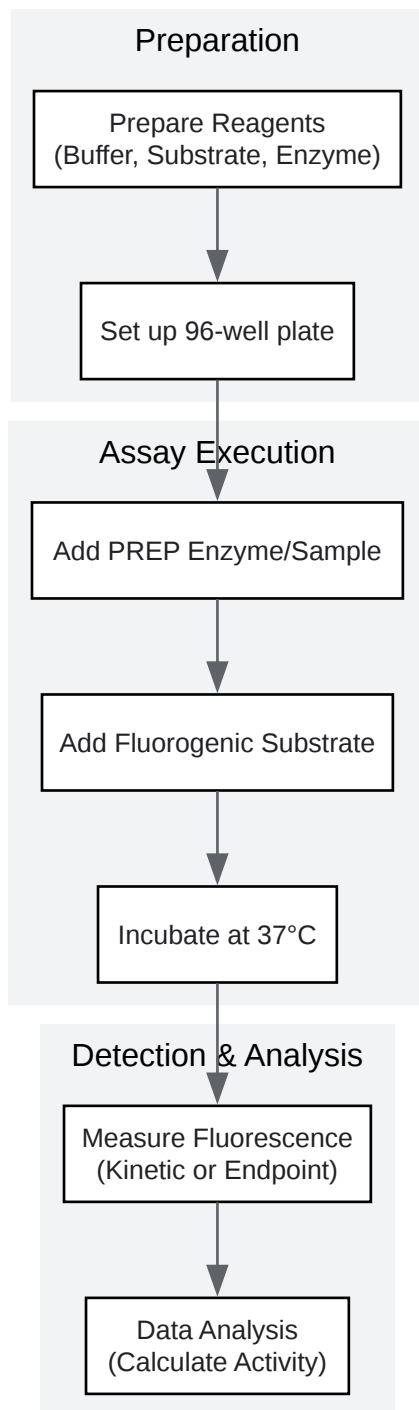 Preparation
Prepare Reagents
(Buffer, Substrate, Enzyme)
Set up 96-well plate
Assay Execution
Add PREP Enzyme/Sample
Add Fluorogenic Substrate
Incubate at 37°C
Detection & Analysis
Measure Fluorescence
(Kinetic or Endpoint)
Data Analysis
(Calculate Activity)